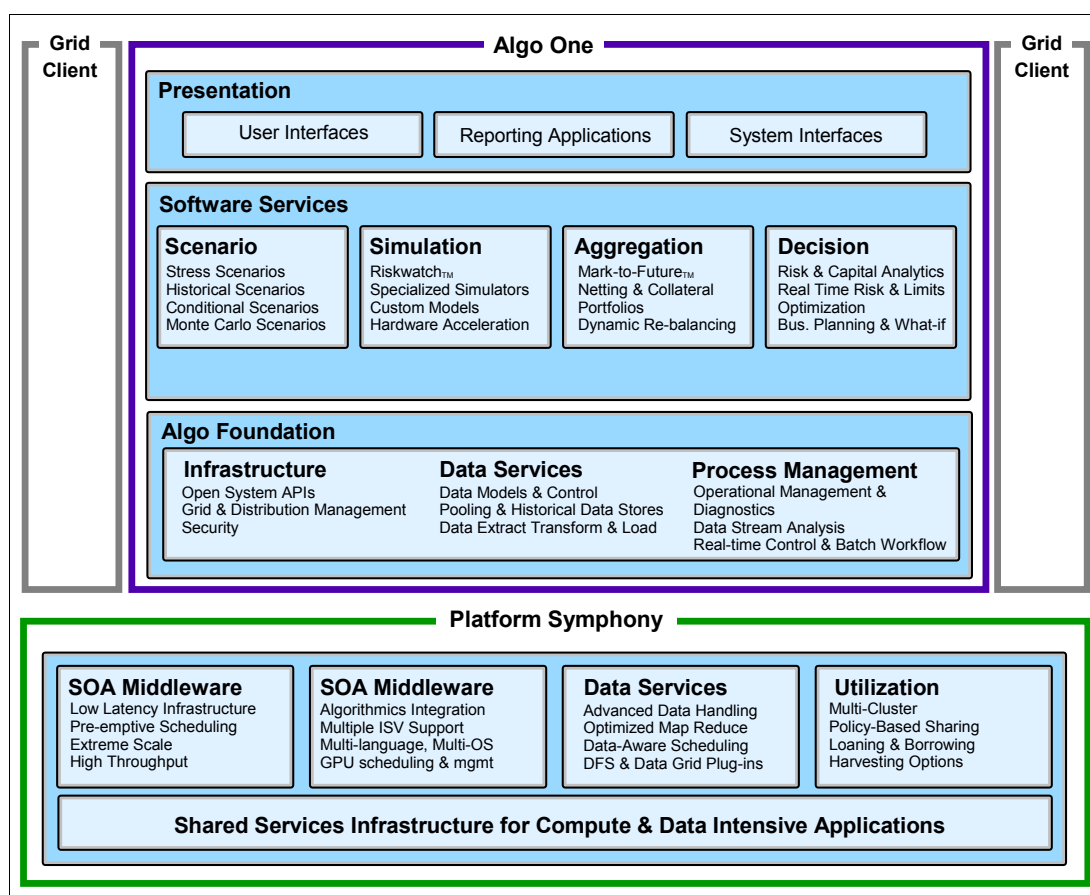 Grid
Client
Algo One
Grid
Client
Presentation
User Interfaces
Reporting Applications
System Interfaces
Software Services
Scenario
Stress Scenarios
Historical Scenarios
Conditional Scenarios
Monte Carlo Scenarios
Simulation
Riskwatch™
Specialized Simulators
Custom Models
Hardware Acceleration
Aggregation
Mark-to-Future™
Netting & Collateral
Portfolios
Dynamic Re-balancing
Decision
Risk & Capital Analytics
Real Time Risk & Limits
Optimization
Bus. Planning & What-if
Algo Foundation
Infrastructure
Open System APIs
Grid & Distribution Management
Security
Data Services
Data Models & Control
Pooling & Historical Data Stores
Data Extract Transform & Load
Process Management
Operational Management &
Diagnostics
Data Stream Analysis
Real-time Control & Batch Workflow
Platform Symphony
SOA Middleware
Low Latency Infrastructure
Pre-emptive Scheduling
Extreme Scale
High Throughput
SOA Middleware
Algorithmics Integration
Multiple ISV Support
Multi-language, Multi-OS
GPU scheduling & mgmt
Data Services
Advanced Data Handling
Optimized Map Reduce
Data-Aware Scheduling
DFS & Data Grid Plug-ins
Utilization
Multi-Cluster
Policy-Based Sharing
Loaning & Borrowing
Harvesting Options
Shared Services Infrastructure for Compute & Data Intensive Applications